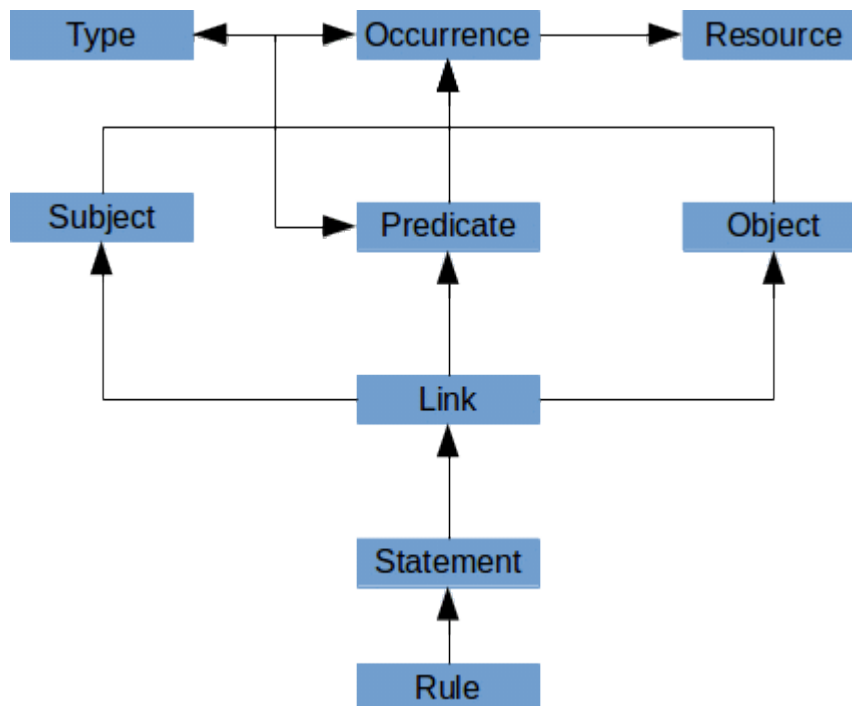 Type
Occurrence
Resource
Subject
Predicate
Object
Link
Statement
Rule